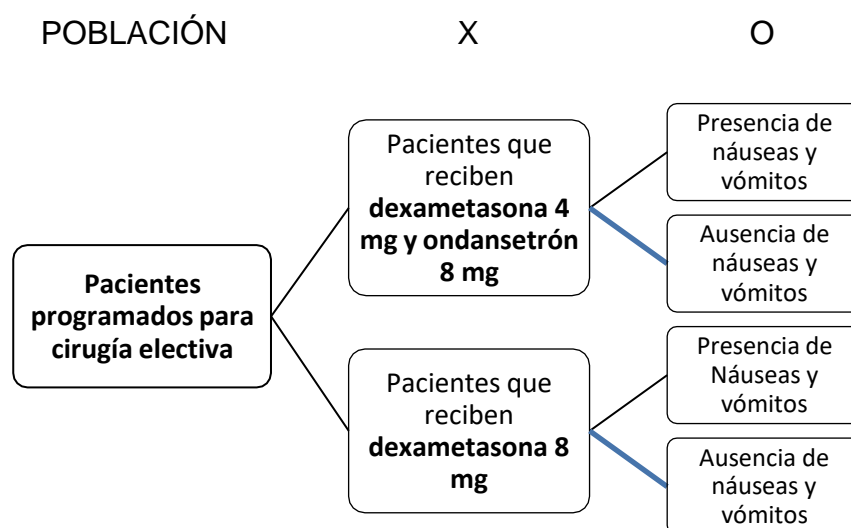 POBLACIÓN
X
O
Pacientes
programados para
cirugía electiva
Pacientes que
reciben
dexametasona 4
mg y ondansetrón
8 mg
Pacientes que
reciben
dexametasona 8
mg
Presencia de
náuseas y
vómitos
Ausencia de
náuseas y
vómitos
Presencia de
Náuseas y
vómitos
Ausencia de
náuseas y
vómitos